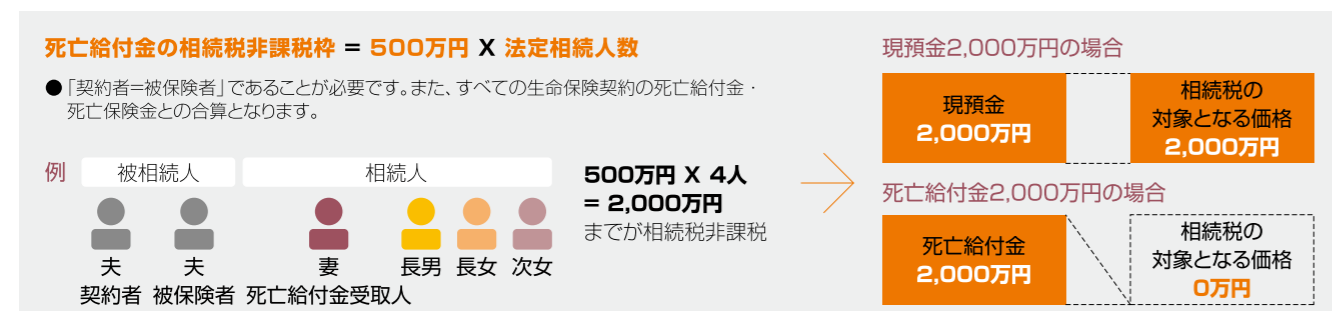 死亡給付金の相続税非課税枠 = 500万円 X 法定相続人数
●「契約者=被保険者」であることが必要です。また、すべての生命保険契約の死亡給付金・
死亡保険金との合算となります。
例
被相続人
相続人
夫
夫
妻
長男
長女
次女
契約者
被保険者
死亡給付金受取人
500万円 X 4人
= 2,000万円
までが相続税非課税
現預金2,000万円の場合
現預金
2,000万円
相続税の
対象となる価格
2,000万円
死亡給付金2,000万円の場合
死亡給付金
2,000万円
相続税の
対象となる価格
0万円